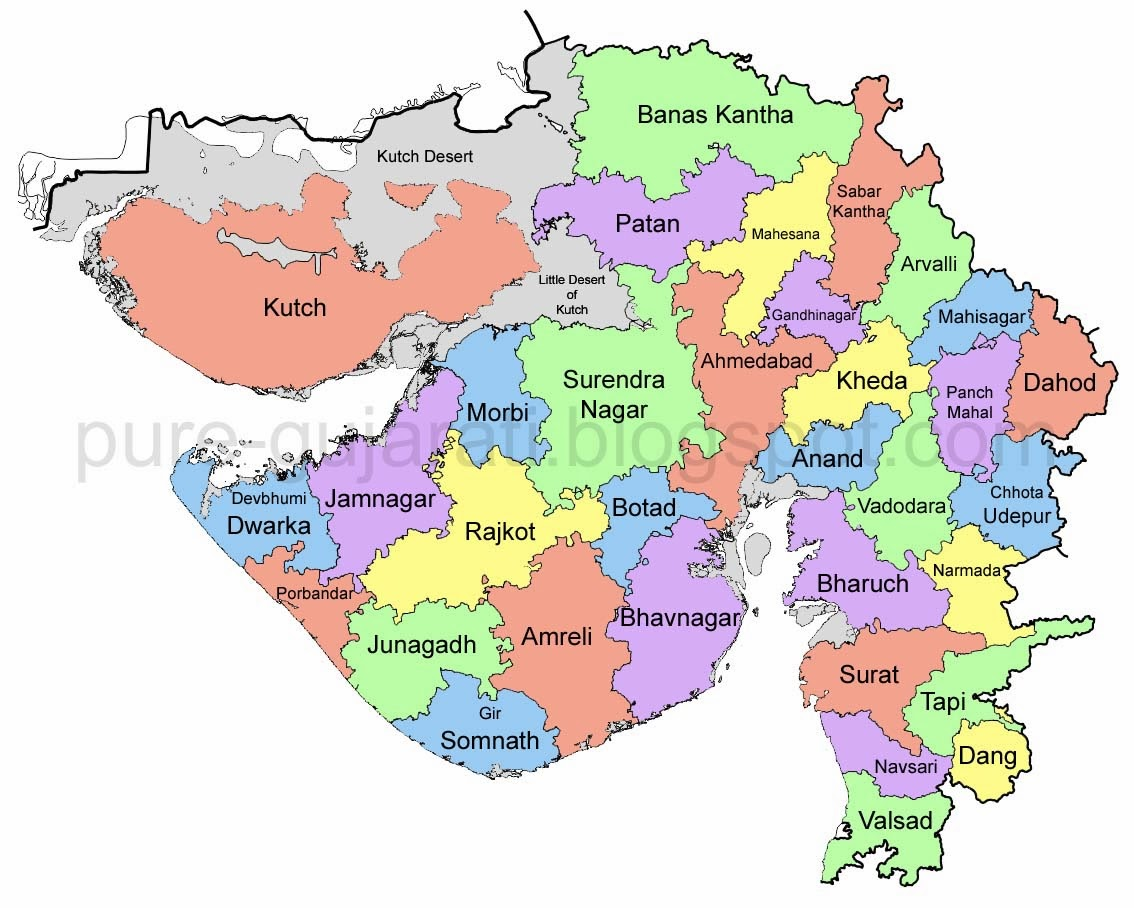 Banas Kantha
Kutch Desert
Sabar
Kantha
Patan
Mahesana
Arvalli
Little Desert
of
Kutch
Kutch
Gandhinagar
Mahisagar
Ahmedabad
Surendra
Nagar
Kheda
Dahod
Panch
Mahal
Morbi
pure-gujarati.blogspot.com
Anand
Devbhumi
Dwarka
Jamnagar
Botad
Vadodara
Chhota
Udepur
Rajkot
Narmada
Bharuch
Porbandar
Bhavnagar
Amreli
Junagadh
Surat
Tapi
Gir
Somnath
Dang
Navsari
Valsad